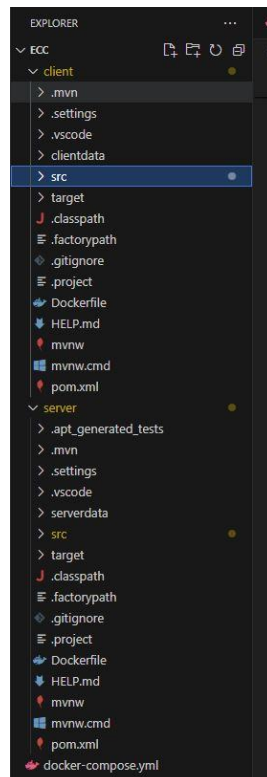 EXPLORER
ECC
client
.mvn
.settings
.vscode
clientdata
src
target
.classpath
.factorypath
.gitignore
.project
Dockerfile
HELP.md
mvnw
mvnw.cmd
pom.xml
server
.apt_generated_tests
.mvn
.settings
.vscode
serverdata
src
target
.classpath
.factorypath
.gitignore
.project
Dockerfile
HELP.md
mvnw
mvnw.cmd
pom.xml
docker-compose.yml